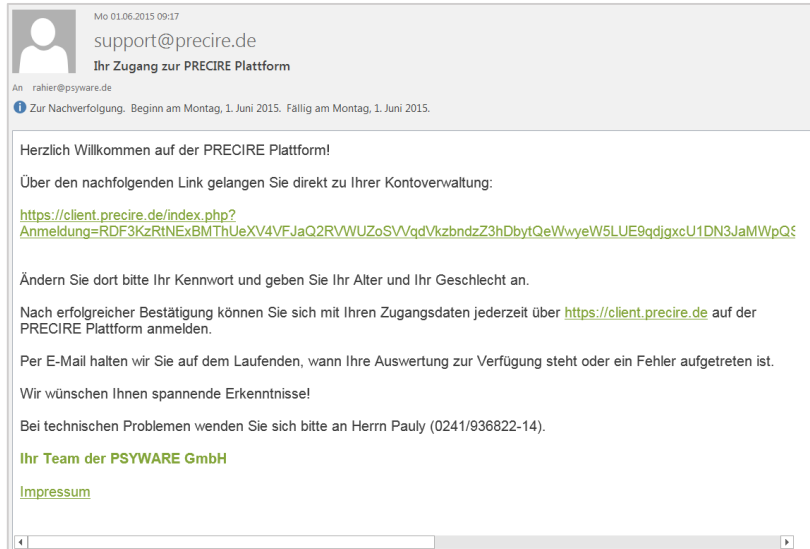 Mo 01.06.2015 09:17
support@precire.de
Ihr Zugang zur PRECIRE Plattform
An rahier@psyware.de
Zur Nachverfolgung. Beginn am Montag, 1. Juni 2015. Fällig am Montag, 1. Juni 2015.
Herzlich Willkommen auf der PRECIRE Plattform!
Über den nachfolgenden Link gelangen Sie direkt zu Ihrer Kontoverwaltung:
https://client.precire.de/index.php?
Anmeldung=RDF3KzRtNExBMThUeXV4VFJaQ2RVWUZoSVVqdVkzbndzZ3hDbytQeWwyeW5LUE9qdjgxcU1DN3JaMWpQS
Ändern Sie dort bitte Ihr Kennwort und geben Sie Ihr Alter und Ihr Geschlecht an.
Nach erfolgreicher Bestätigung können Sie sich mit Ihren Zugangsdaten jederzeit über https://client.precire.de auf der
PRECIRE Plattform anmelden.
Per E-Mail halten wir Sie auf dem Laufenden, wann Ihre Auswertung zur Verfügung steht oder ein Fehler aufgetreten ist.
Wir wünschen Ihnen spannende Erkenntnisse!
Bei technischen Problemen wenden Sie sich bitte an Herrn Pauly (0241/936822-14).
Ihr Team der PSYWARE GmbH
Impressum